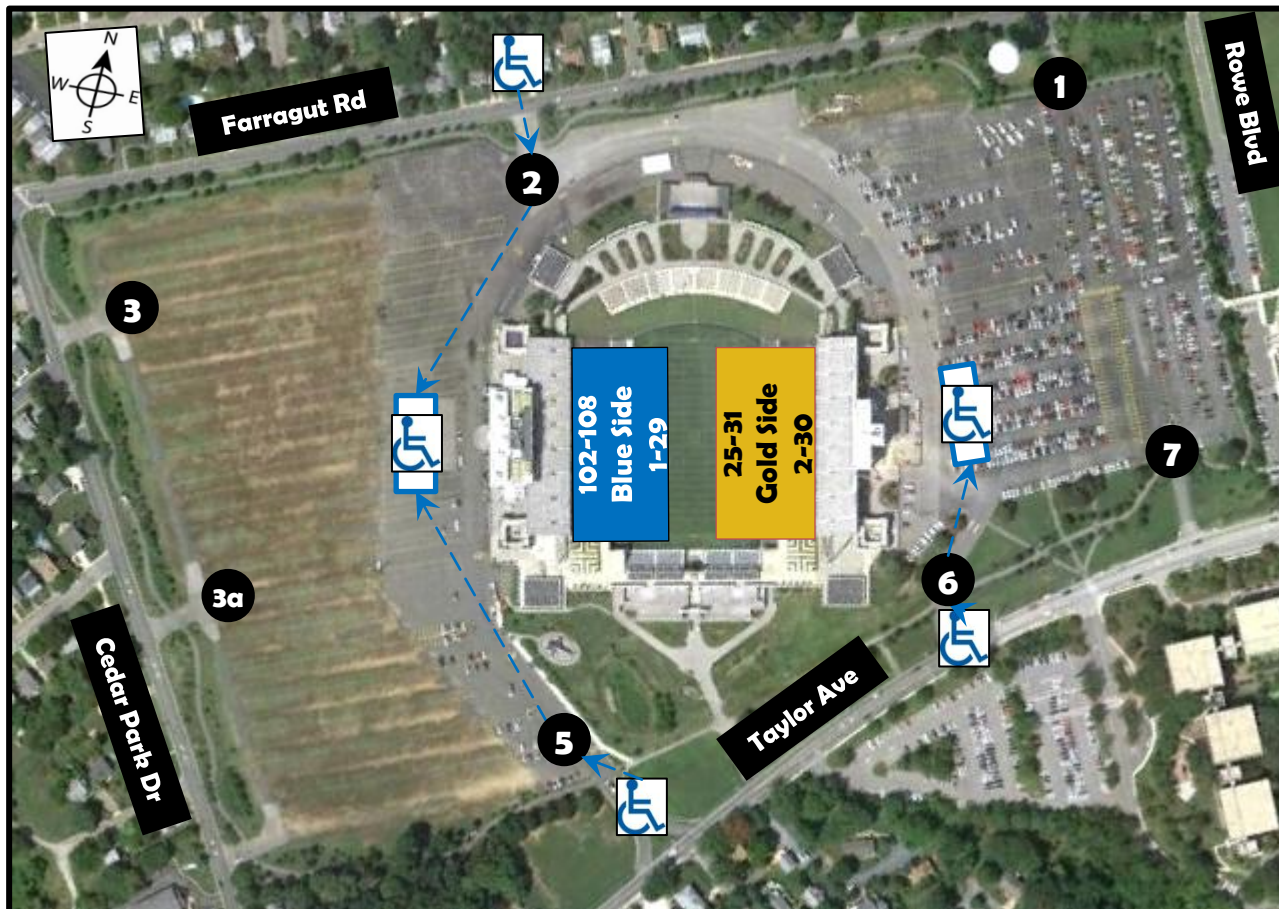 N
W
E
S
Farragut Rd
1
Rowe Blvd
2
3
102-108
Blue Side
1-29
25-31
Gold Side
2-30
7
3a
6
Cedar Park Dr
Taylor Ave
5